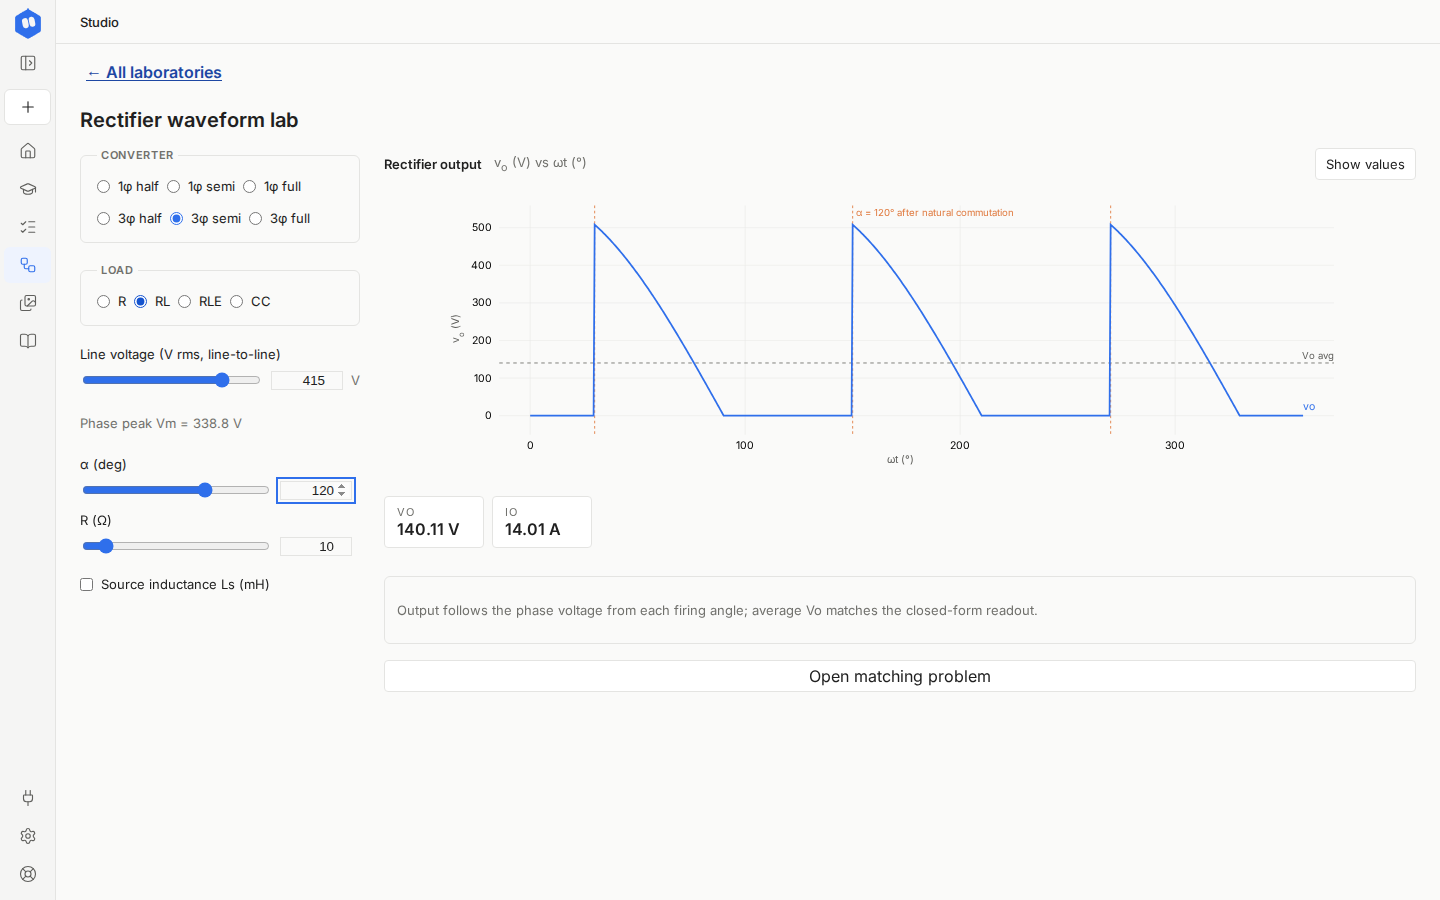 Studio
← All laboratories
Rectifier waveform lab
CONVERTER
1φ half 1φ semi 1φ full
3φ half 3φ semi 3φ full
LOAD
R RL RLE CC
Line voltage (V rms, line-to-line)
415 V
Phase peak Vm = 338.8 V
α (deg)
120
R (Ω)
10
Source inductance Ls (mH)
Rectifier output vo (V) vs ωt (°)
Show values
α = 120° after natural commutation
500
400
300
200
100
0
vo (V)
Vo avg
vo
0 100 200 300
ωt (°)
VO
140.11 V
IO
14.01 A
Output follows the phase voltage from each firing angle; average Vo matches the closed-form readout.
Open matching problem